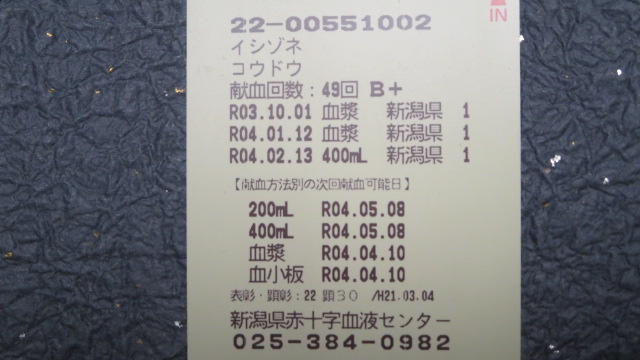 IN
22-00551002
イシゾネ
コウドウ
献血回数：49回 B+
R03.10.01 血漿 新潟県 1
R04.01.12 血漿 新潟県 1
R04.02.13 400mL 新潟県 1
【献血方法別の次回献血可能日】
200mL R04.05.08
400mL R04.05.08
血漿 R04.04.10
血小板 R04.04.10
表彰・顕彰：22 顕30 /H21.03.04
新潟県赤十字血液センター
025-384-0982